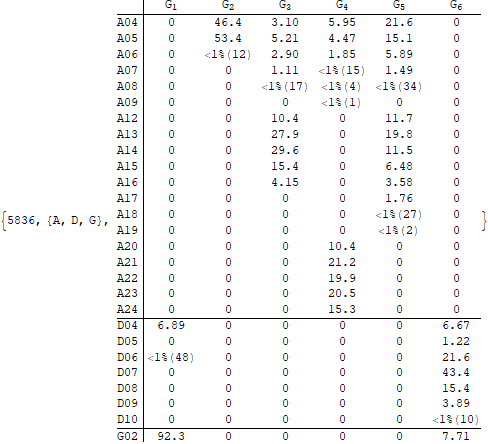 G1 G2 G3 G4 G5 G6
A04 0 46.4 3.10 5.95 21.6 0
A05 0 53.4 5.21 4.47 15.1 0
A06 0 <1%(12) 2.90 1.85 5.89 0
A07 0 0 1.11 <1%(15) 1.49 0
A08 0 0 <1%(17) <1%(4) <1%(34) 0
A09 0 0 0 <1%(1) 0 0
A12 0 0 10.4 0 11.7 0
A13 0 0 27.9 0 19.8 0
A14 0 0 29.6 0 11.5 0
A15 0 0 15.4 0 6.48 0
A16 0 0 4.15 0 3.58 0
A17 0 0 0 0 1.76 0
A18 0 0 0 0 <1%(27) 0
{5836, {A, D, G}, }
A19 0 0 0 0 <1%(2) 0
A20 0 0 0 10.4 0 0
A21 0 0 0 21.2 0 0
A22 0 0 0 19.9 0 0
A23 0 0 0 20.5 0 0
A24 0 0 0 15.3 0 0
D04 6.89 0 0 0 0 6.67
D05 0 0 0 0 0 1.22
D06 <1%(48) 0 0 0 0 21.6
D07 0 0 0 0 0 43.4
D08 0 0 0 0 0 15.4
D09 0 0 0 0 0 3.89
D10 0 0 0 0 0 <1%(10)
G02 92.3 0 0 0 0 7.71